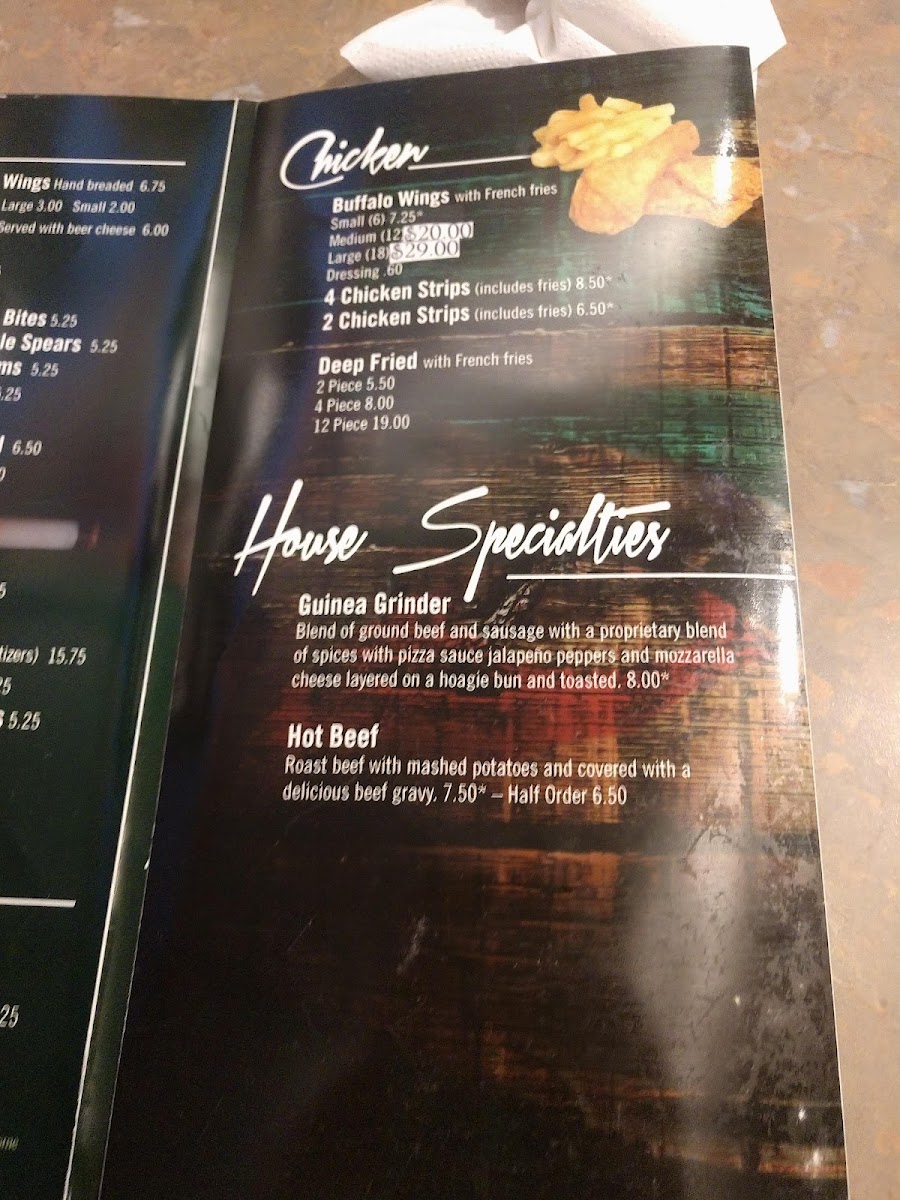 Wings Hand breaded 6.75
Large 3.00 Small 2.00
Served with beer cheese 6.00
Bites 5.25
Spears 5.25
5.25
.25
6.50
15.75
5.25
.25
Chicken
Buffalo Wings with French fries
Small (6) 7.25*
Medium (12) $20.00
Large (18) $29.00
Dressing .60
4 Chicken Strips (includes fries) 8.50*
2 Chicken Strips (includes fries) 6.50*
Deep Fried with French fries
2 Piece 5.50
4 Piece 8.00
12 Piece 19.00
House Specialties
Guinea Grinder
Blend of ground beef and sausage with a proprietary blend
of spices with pizza sauce jalapeño peppers and mozzarella
cheese layered on a hoagie bun and toasted. 8.00*
Hot Beef
Roast beef with mashed potatoes and covered with a
delicious beef gravy. 7.50* – Half Order 6.50